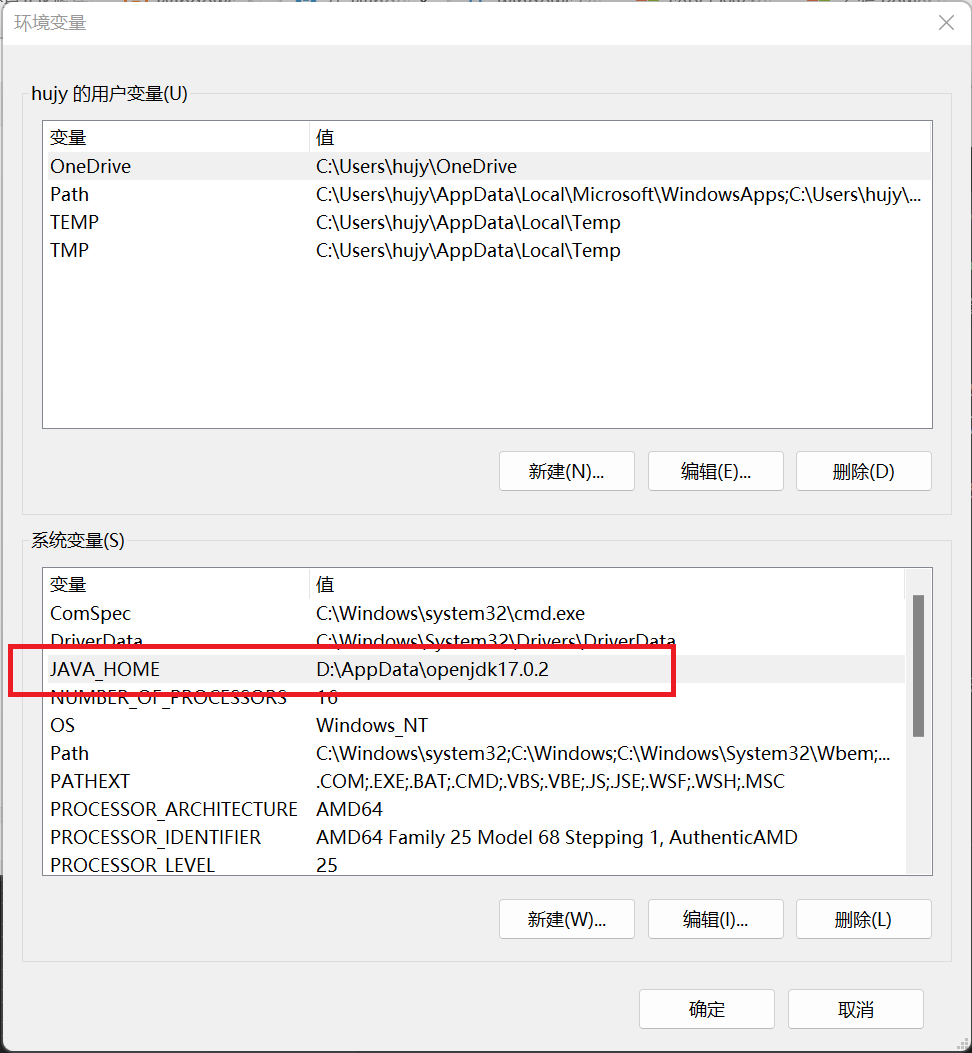 环境变量
hujy 的用户变量(U)
变量 值
OneDrive C:\Users\hujy\OneDrive
Path C:\Users\hujy\AppData\Local\Microsoft\WindowsApps;C:\Users\hujy\...
TEMP C:\Users\hujy\AppData\Local\Temp
TMP C:\Users\hujy\AppData\Local\Temp
新建(N)... 编辑(E)... 删除(D)
系统变量(S)
变量 值
ComSpec C:\Windows\system32\cmd.exe
DriverData C:\Windows\System32\Drivers\DriverData
JAVA_HOME D:\AppData\openjdk17.0.2
NUMBER_OF_PROCESSORS 16
OS Windows_NT
Path C:\Windows\system32;C:\Windows;C:\Windows\System32\Wbem;...
PATHEXT .COM;.EXE;.BAT;.CMD;.VBS;.VBE;.JS;.JSE;.WSF;.WSH;.MSC
PROCESSOR_ARCHITECTURE AMD64
PROCESSOR_IDENTIFIER AMD64 Family 25 Model 68 Stepping 1, AuthenticAMD
PROCESSOR_LEVEL 25
新建(W)... 编辑(I)... 删除(L)
确定 取消